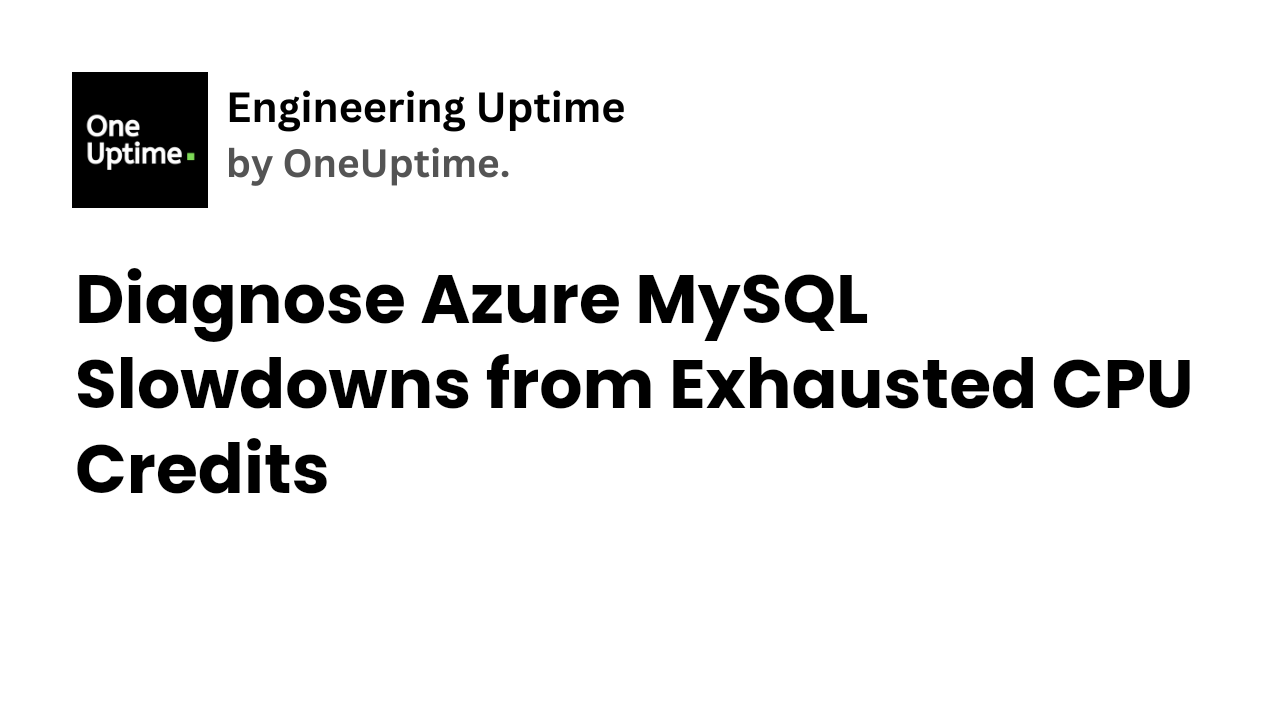 One
Uptime.
Engineering Uptime
by OneUptime.
Diagnose Azure MySQL
Slowdowns from Exhausted CPU
Credits